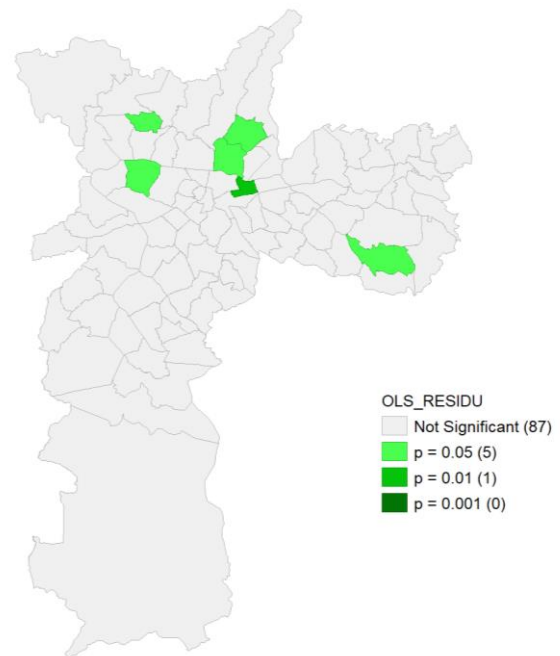 OLS_RESIDU
Not Significant (87)
p = 0.05 (5)
p = 0.01 (1)
p = 0.001 (0)